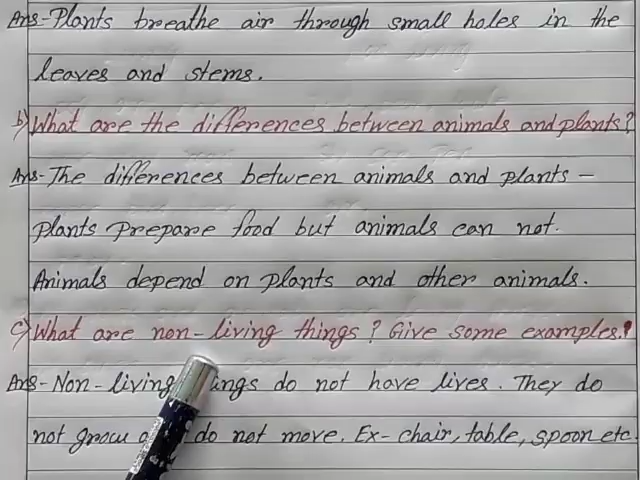 Ans-Plants breathe air through small holes in the
leaves and stems.
b) What are the differences between animals and plants?
Ans-The differences between animals and plants -
plants prepare food but animals can not.
Animals depend on plants and other animals.
c) What are non-living things? Give some examples.?
Ans-Non-living ings do not have lives. They do
not grow do not move. Ex- chair, table, spoon etc.